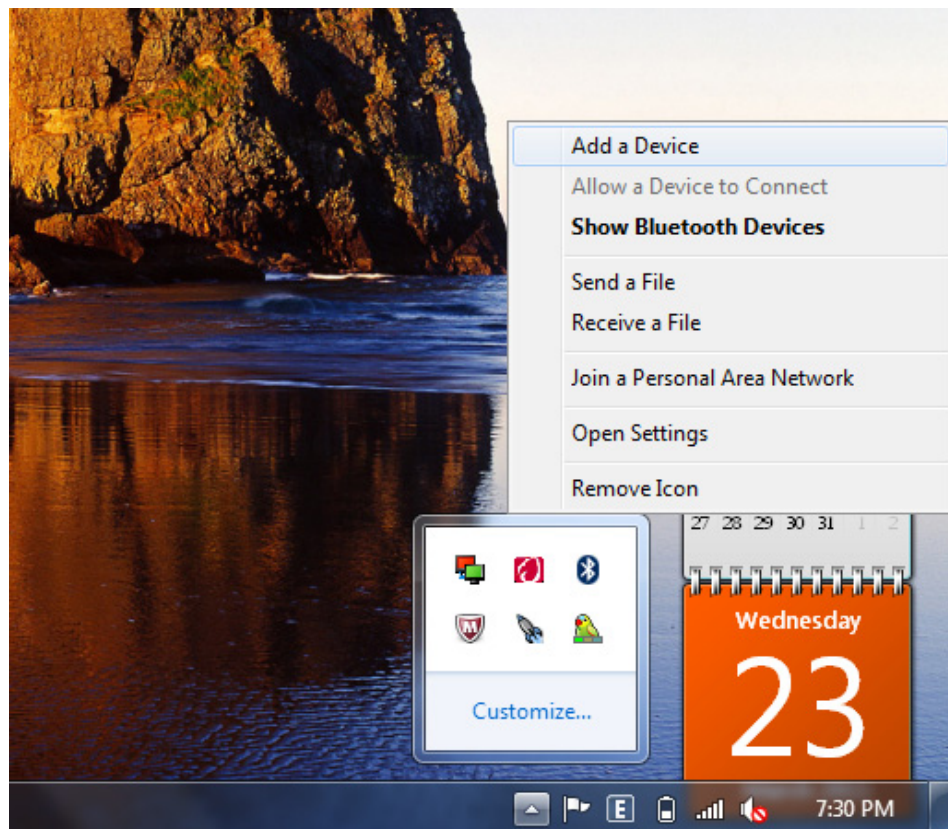 Add a Device
Allow a Device to Connect
Show Bluetooth Devices
Send a File
Receive a File
Join a Personal Area Network
Open Settings
Remove Icon
27 28 29 30 31 1 2
Wednesday
23
M
Customize...
E
7:30 PM